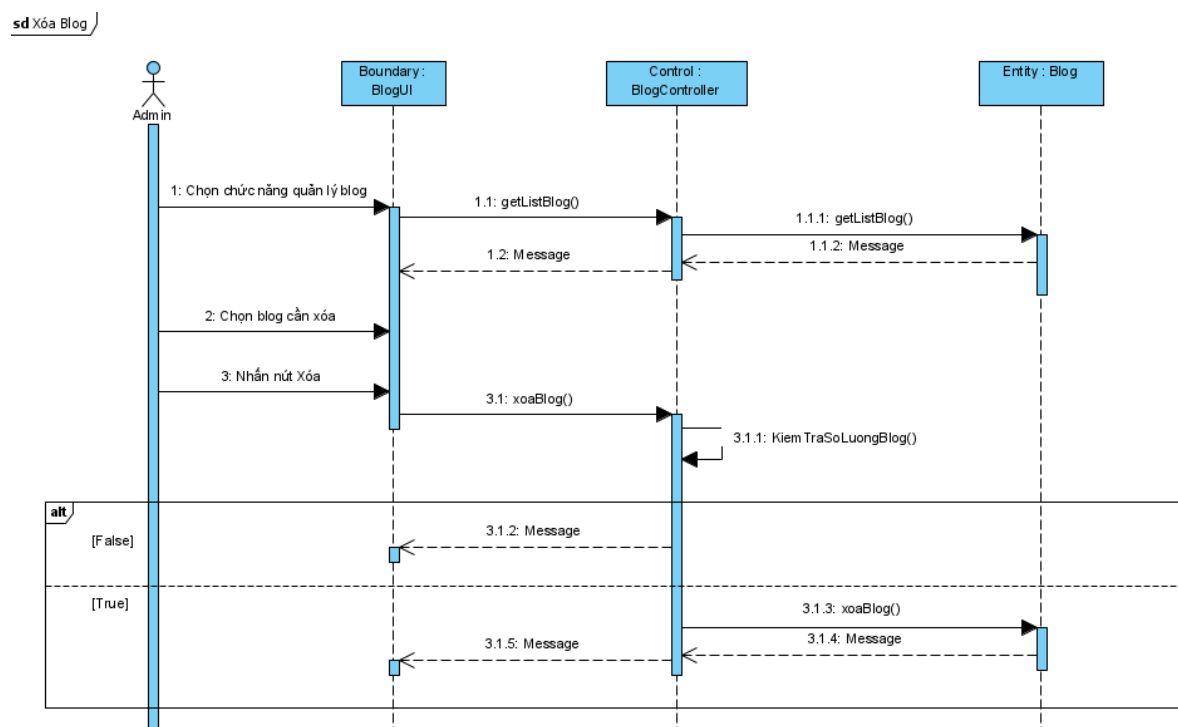 sd Xóa Blog
Admin
Boundary :
BlogUI
Control :
BlogController
Entity : Blog
1: Chọn chức năng quản lý blog
1.1: getListBlog()
1.1.1: getListBlog()
1.1.2: Message
1.2: Message
2: Chọn blog cần xóa
3: Nhấn nút Xóa
3.1: xoaBlog()
3.1.1: KiemTraSoLuongBlog()
alt
[False]
3.1.2: Message
[True]
3.1.3: xoaBlog()
3.1.4: Message
3.1.5: Message